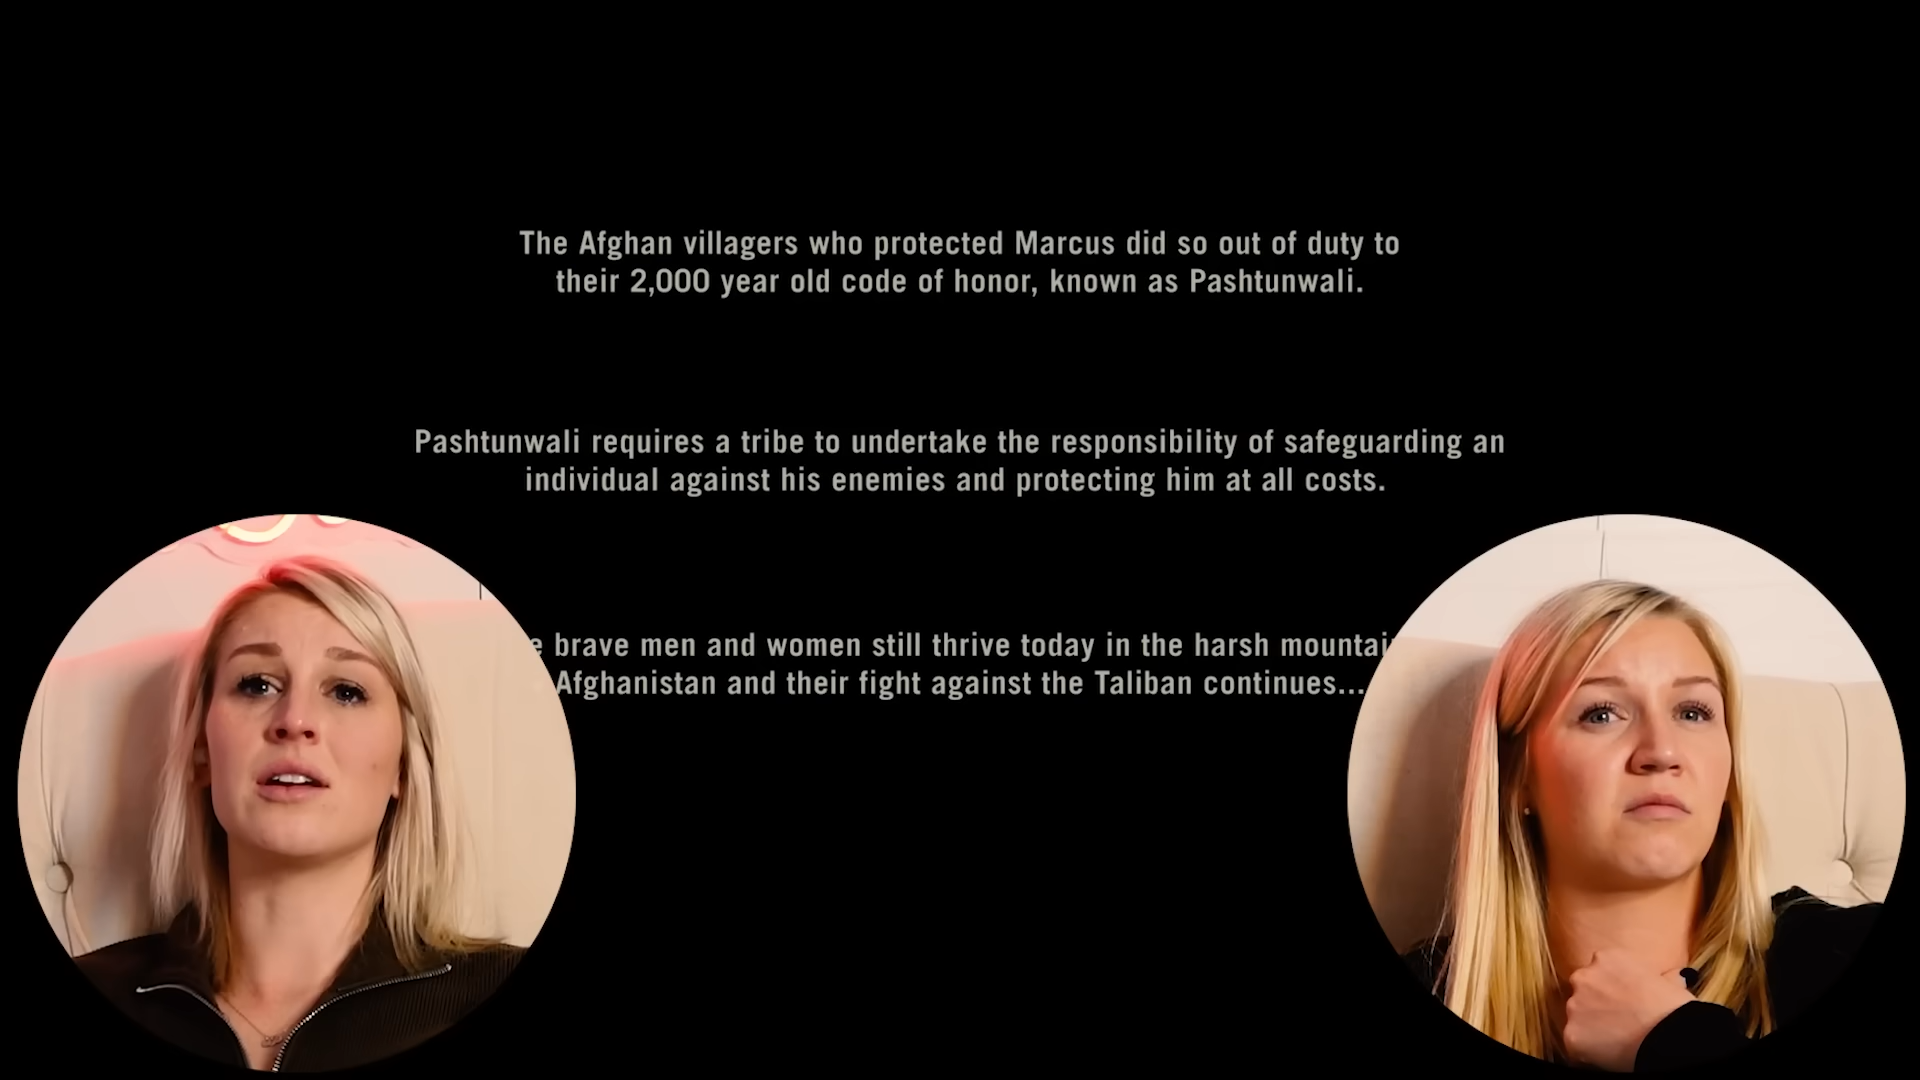 The Afghan villagers who protected Marcus did so out of duty to
their 2,000 year old code of honor, known as Pashtunwali.
Pashtunwali requires a tribe to undertake the responsibility of safeguarding an
individual against his enemies and protecting him at all costs.
brave men and women still thrive today in the harsh
Afghanistan and their fight against the Taliban continues...